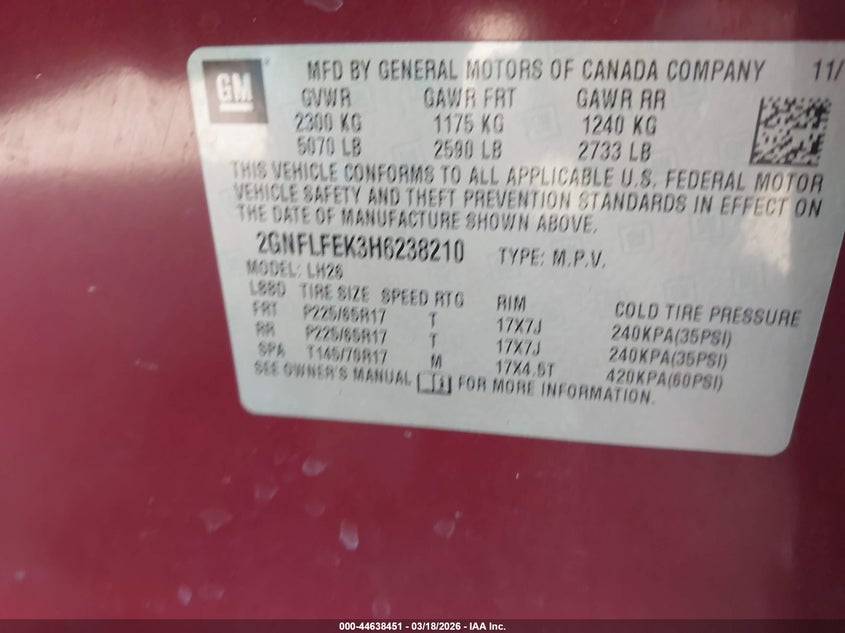 GM
MFD BY GENERAL MOTORS OF CANADA COMPANY 11/
GVWR GAWR FRT GAWR RR
2300 KG 1175 KG 1240 KG
5070 LB 2590 LB 2733 LB
THIS VEHICLE CONFORMS TO ALL APPLICABLE U.S. FEDERAL MOTOR
VEHICLE SAFETY AND THEFT PREVENTION STANDARDS IN EFFECT ON
THE DATE OF MANUFACTURE SHOWN ABOVE.
2GNFLFEK3H6238210 TYPE: M.P.V.
MODEL: LH26
L88D TIRE SIZE SPEED RTG RIM COLD TIRE PRESSURE
FRT P225/65R17 T 17X7J 240KPA(35PSI)
RR P225/65R17 T 17X7J 240KPA(35PSI)
SPA T145/70R17 M 17X4.5T 420KPA(60PSI)
SEE OWNER'S MANUAL FOR MORE INFORMATION.
000-44638451 | 03/18/2026 - IAA Inc.